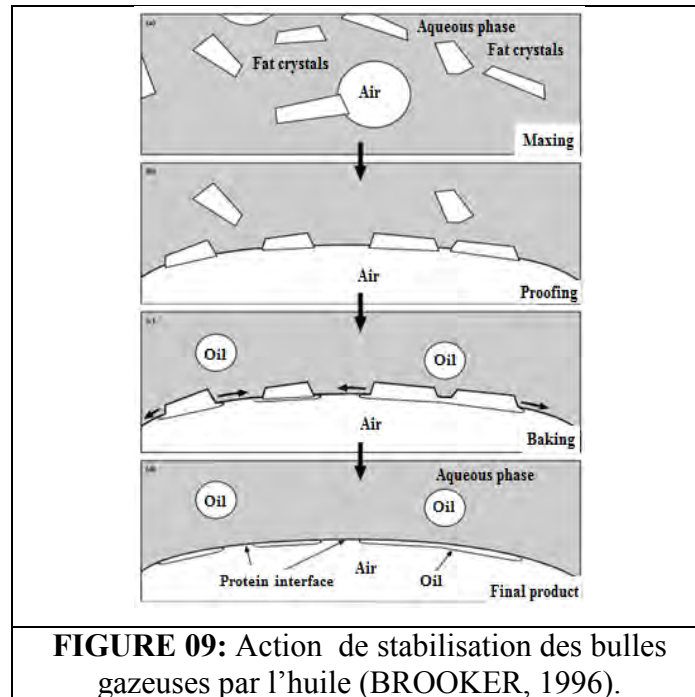 (a)
Aqueous phase
Fat crystals
Fat crystals
Air
Maxing
(b)
Air
Proofing
(c)
Oil
Oil
Air
Baking
(d)
Aqueous phase
Oil
Oil
Protein interface
Air
Oil
Final product
FIGURE 09: Action de stabilisation des bulles
gazeuses par l’huile (BROOKER, 1996).